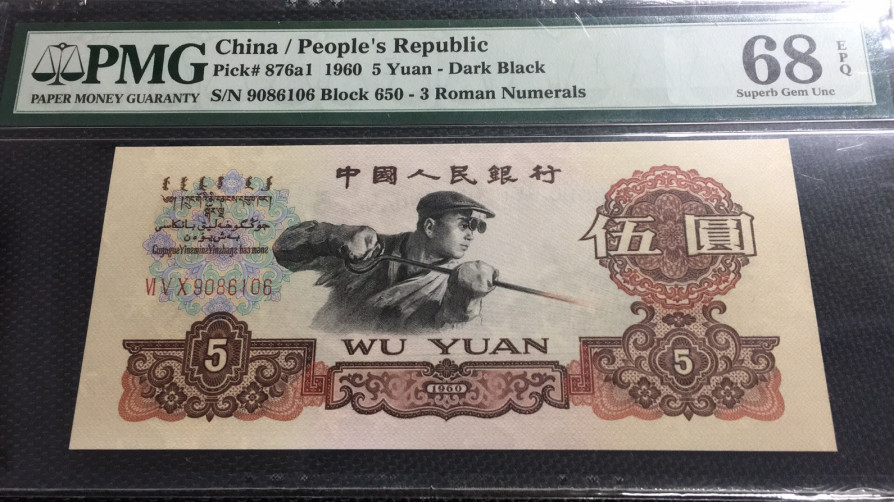 PMG
PAPER MONEY GUARANTY
China / People's Republic
Pick# 876a1 1960 5 Yuan - Dark Black
S/N 9086106 Block 650 - 3 Roman Numerals
68
EPQ
Superb Gem Unc
中國人民銀行
伍圓
VI V X 9086106
5
WU YUAN
1960
5